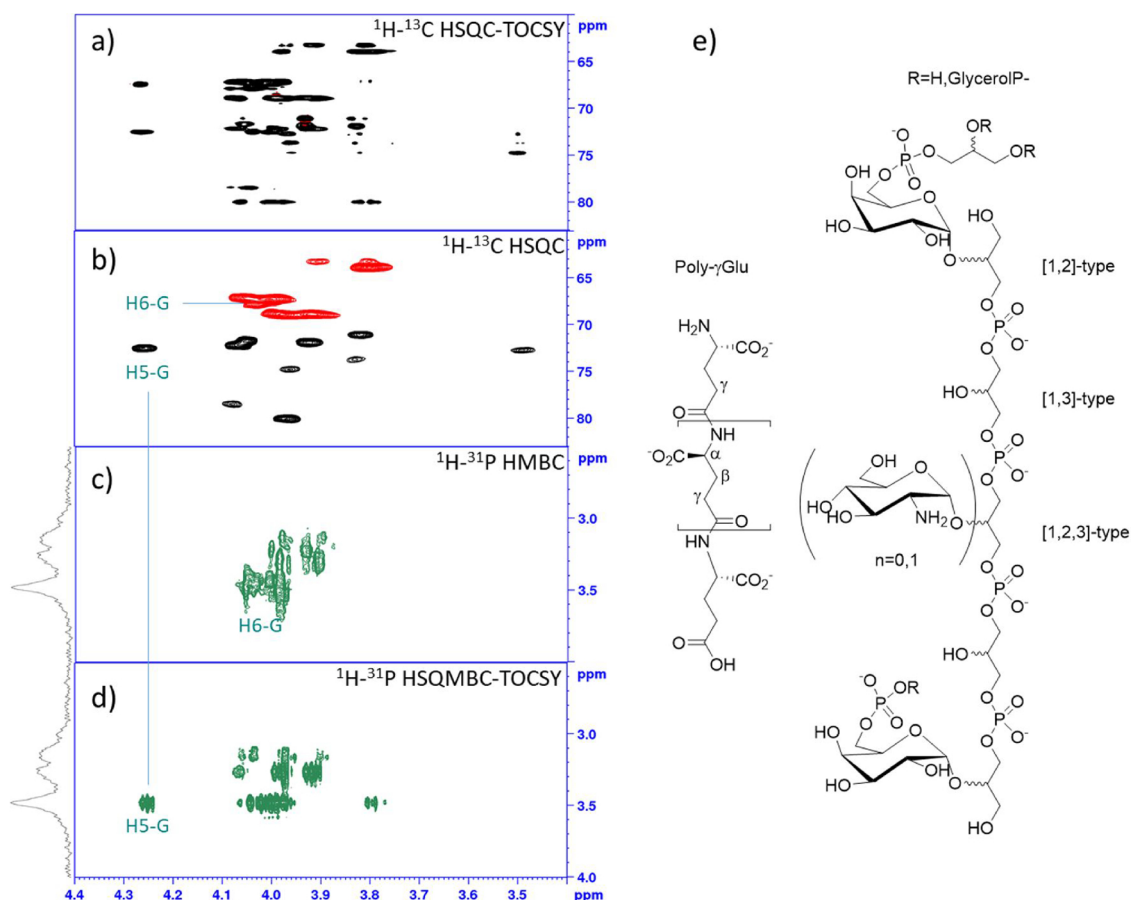 a)
¹H-¹³C HSQC-TOCSY
ppm
65
70
75
80
b)
¹H-¹³C HSQC
ppm
H6-G
H5-G
65
70
75
80
c)
¹H-³¹P HMBC
ppm
3.0
3.5
H6-G
4.0
d)
¹H-³¹P HSQMBC-TOCSY
ppm
3.0
3.5
H5-G
4.0
4.4 4.3 4.2 4.1 4.0 3.9 3.8 3.7 3.6 3.5 ppm
e)
R=H,GlycerolP-
O⁻
OR
P
O
O
O
OR
OH
O
O
HO
OH
O
HO
[1,2]-type
O
O
P
O⁻
O
HO
[1,3]-type
O
O
P
O⁻
O
OH
O
HO
HO
NH₂
O
n=0,1
[1,2,3]-type
O
O
P
O⁻
O
HO
O
O
P
O⁻
O
O⁻
OR
P
O
O
OH
O
HO
OH
O
HO
Poly-γGlu
H₂N
CO₂⁻
γ
O
NH
⁻O₂C
α
β
γ
O
NH
CO₂⁻
O
OH